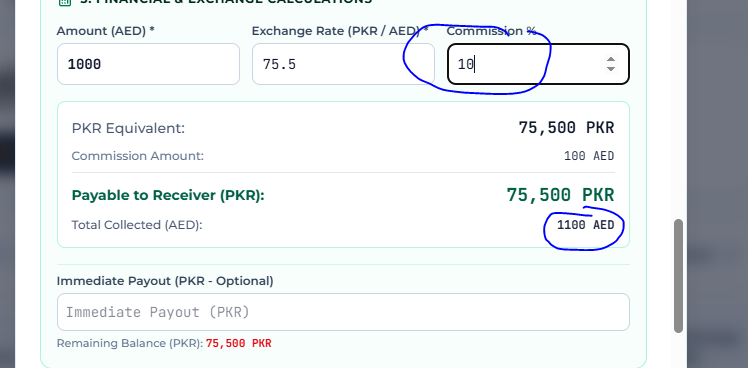 5. FINANCIAL & EXCHANGE CALCULATIONS
Amount (AED) * Exchange Rate (PKR / AED) * Commission %
1000 75.5 10
PKR Equivalent: 75,500 PKR
Commission Amount: 100 AED
Payable to Receiver (PKR): 75,500 PKR
Total Collected (AED): 1100 AED
Immediate Payout (PKR - Optional)
Immediate Payout (PKR)
Remaining Balance (PKR): 75,500 PKR